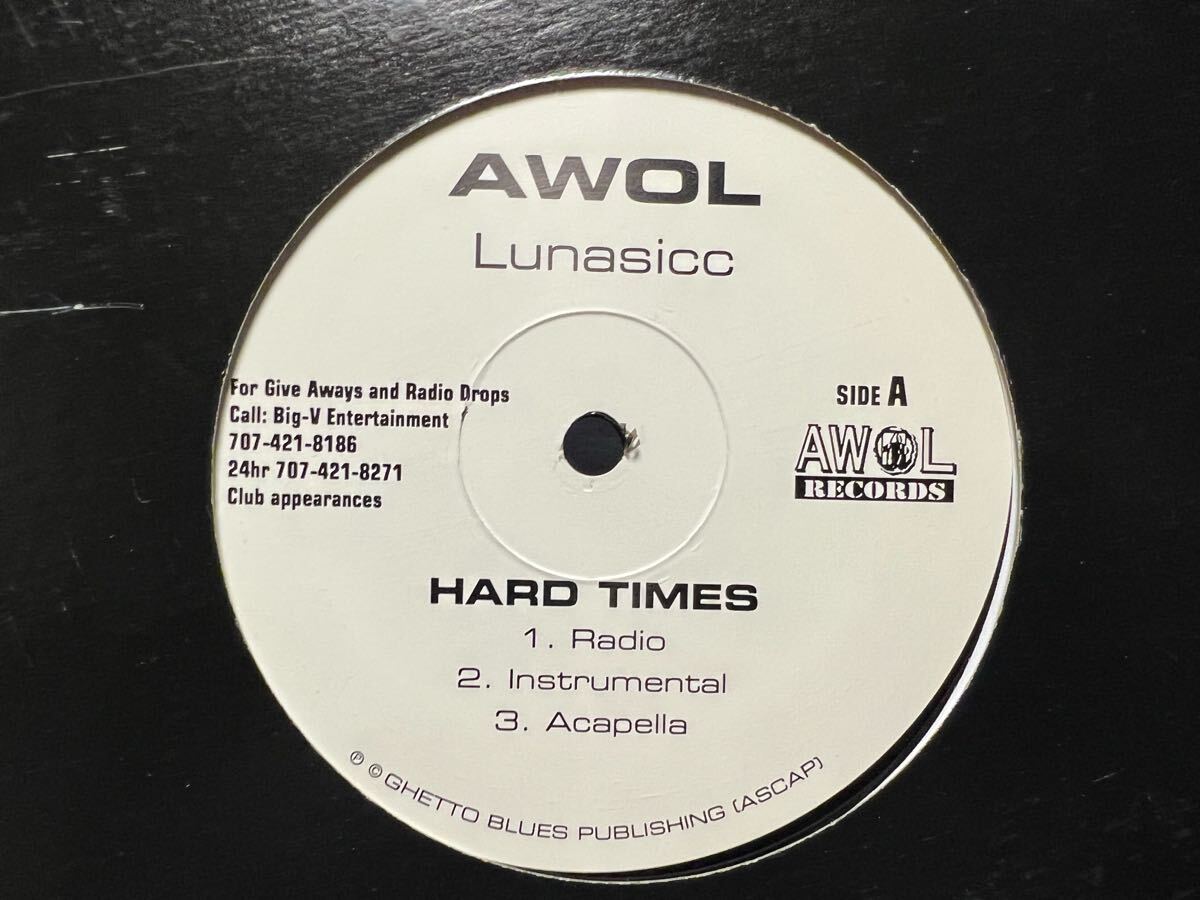 AWOL
Lunasicc
For Give Aways and Radio Drops
Call: Big-V Entertainment
707-421-8186
24hr 707-421-8271
Club appearances
SIDE A
AWOL
RECORDS
HARD TIMES
1. Radio
2. Instrumental
3. Acapella
℗ © GHETTO BLUES PUBLISHING (ASCAP)